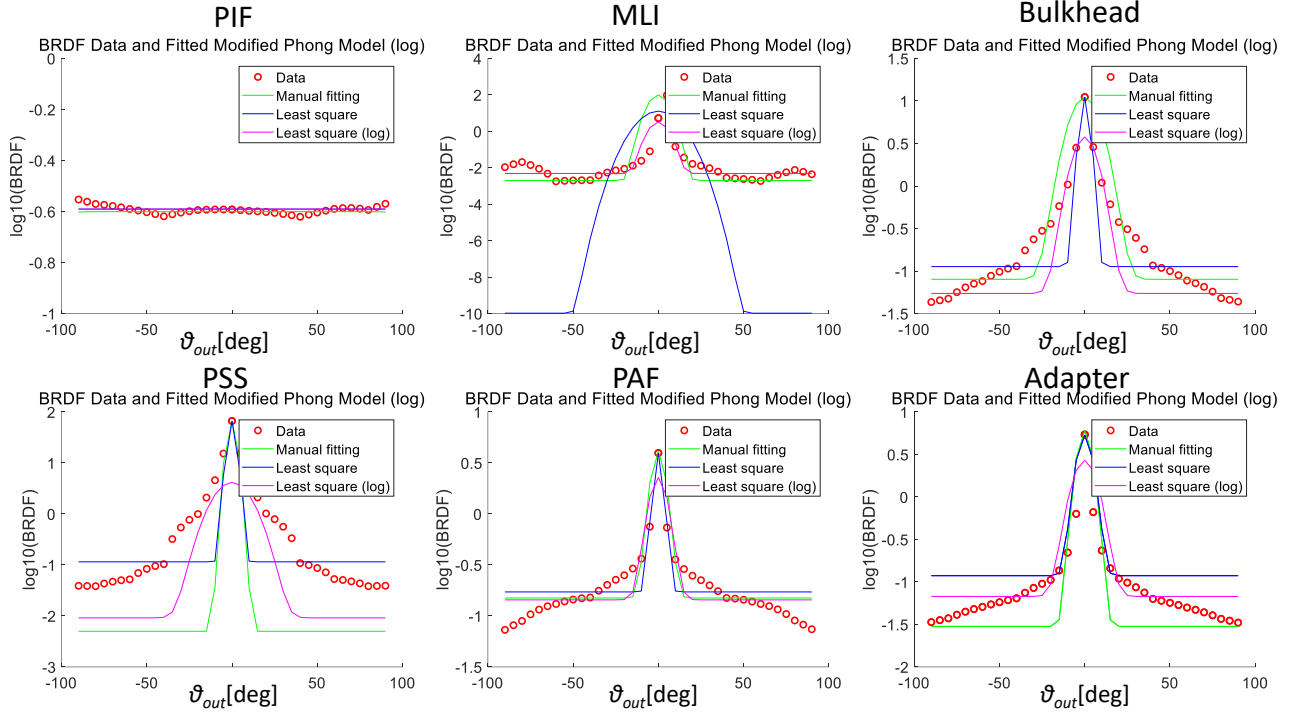 PIF
BRDF Data and Fitted Modified Phong Model (log)
log10(BRDF)
0
-0.2
-0.4
-0.6
-0.8
-1
-100
-50
0
50
100
ϑout[deg]
Data
Manual fitting
Least square
Least square (log)
MLI
BRDF Data and Fitted Modified Phong Model (log)
log10(BRDF)
4
2
0
-2
-4
-6
-8
-10
-100
-50
0
50
100
ϑout[deg]
Data
Manual fitting
Least square
Least square (log)
Bulkhead
BRDF Data and Fitted Modified Phong Model (log)
log10(BRDF)
1.5
1
0.5
0
-0.5
-1
-1.5
-100
-50
0
50
100
ϑout[deg]
Data
Manual fitting
Least square
Least square (log)
PSS
BRDF Data and Fitted Modified Phong Model (log)
log10(BRDF)
2
1
0
-1
-2
-3
-100
-50
0
50
100
ϑout[deg]
Data
Manual fitting
Least square
Least square (log)
PAF
BRDF Data and Fitted Modified Phong Model (log)
log10(BRDF)
1
0.5
0
-0.5
-1
-1.5
-100
-50
0
50
100
ϑout[deg]
Data
Manual fitting
Least square
Least square (log)
Adapter
BRDF Data and Fitted Modified Phong Model (log)
log10(BRDF)
1
0.5
0
-0.5
-1
-1.5
-2
-100
-50
0
50
100
ϑout[deg]
Data
Manual fitting
Least square
Least square (log)